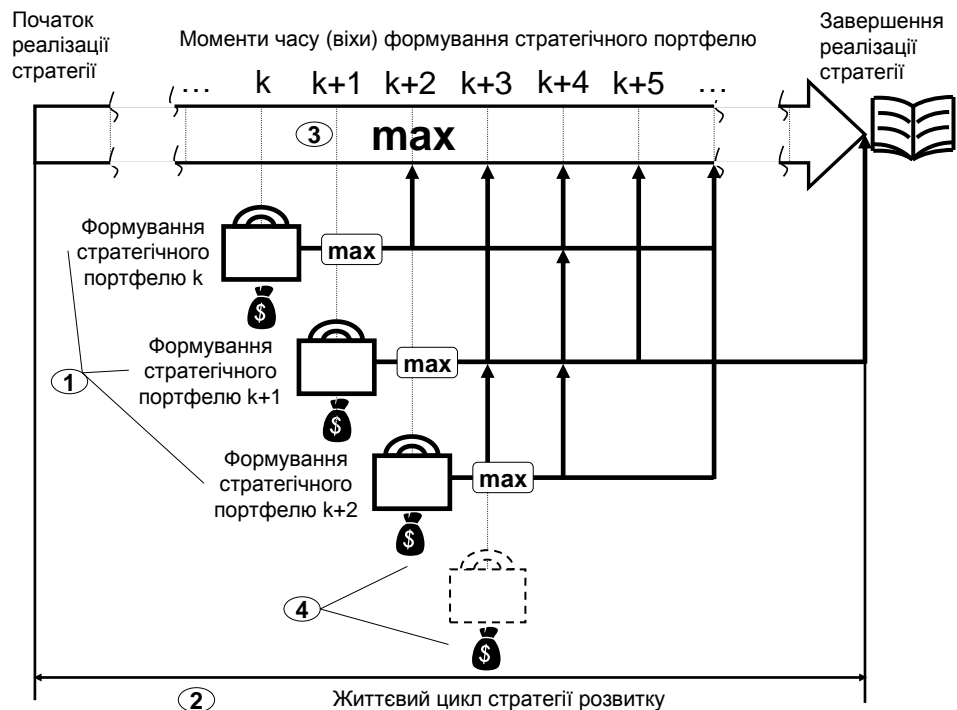 Початок
реалізації
стратегії
Моменти часу (віхи) формування стратегічного портфелю
Завершення
реалізації
стратегії
... k k+1 k+2 k+3 k+4 k+5 ...
3 max
Формування
стратегічного
портфелю k
max
$
Формування
стратегічного
портфелю k+1
max
1
$
Формування
стратегічного
портфелю k+2
max
$
4
$
2 Життєвий цикл стратегії розвитку